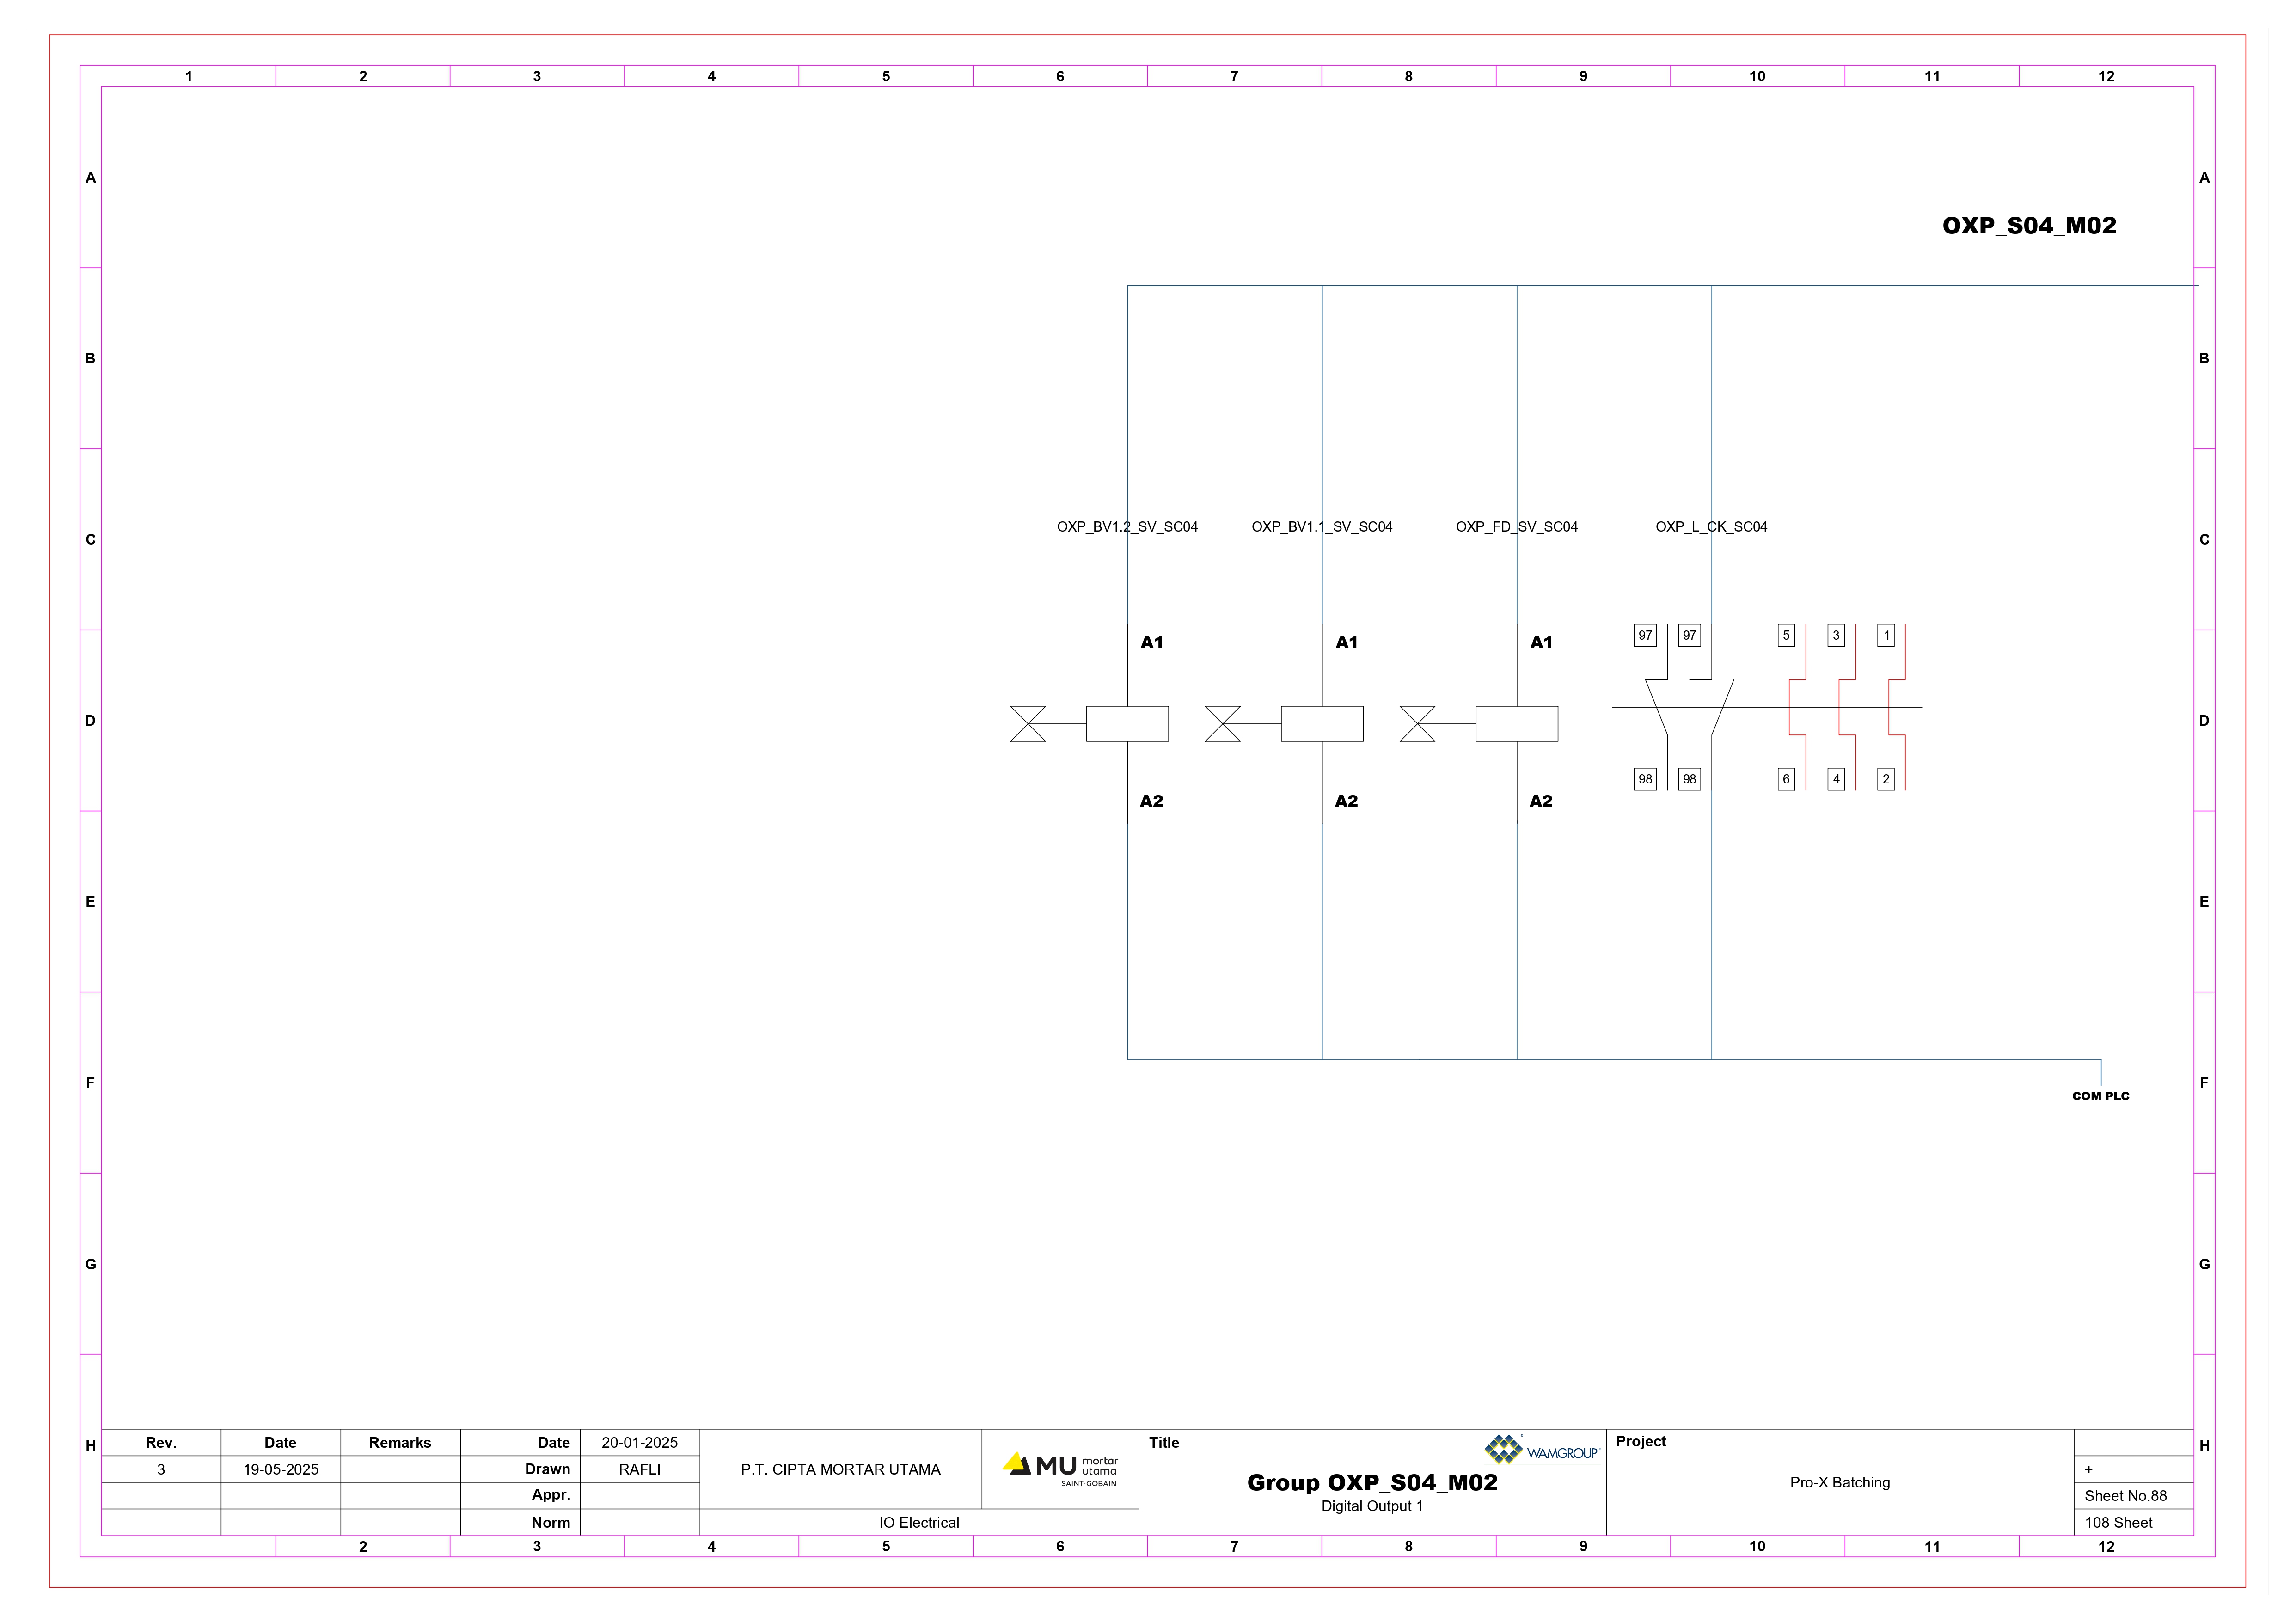 1 2 3 4 5 6 7 8 9 10 11 12
A A
OXP_S04_M02
B B
OXP_BV1.2_SV_SC04 OXP_BV1.1_SV_SC04 OXP_FD_SV_SC04 OXP_L_CK_SC04
C C
A1 A1 A1 97 97 5 3 1
D D
A2 A2 A2 98 98 6 4 2
E E
F F
COM PLC
G G
H H
Rev. Date Remarks Date 20-01-2025
3 19-05-2025 Drawn RAFLI
Appr.
Norm
P.T. CIPTA MORTAR UTAMA
MU mortar utama
SAINT-GOBAIN
IO Electrical
Title
WAMGROUP®
Group OXP_S04_M02
Digital Output 1
Project
Pro-X Batching
+
Sheet No.88
108 Sheet
2 3 4 5 6 7 8 9 10 11 12